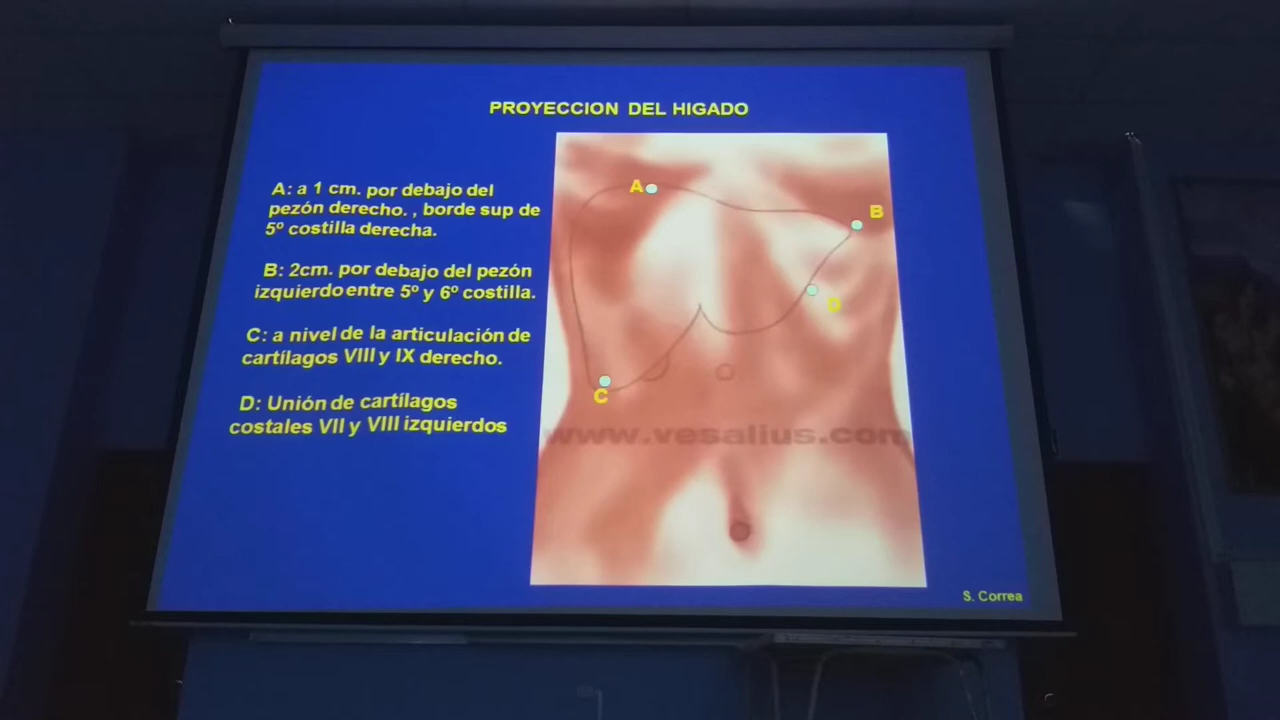 PROYECCION DEL HIGADO
A: a 1 cm. por debajo del
pezón derecho. , borde sup de
5º costilla derecha.
B: 2cm. por debajo del pezón
izquierdo entre 5º y 6º costilla.
C: a nivel de la articulación de
cartílagos VIII y IX derecho.
D: Unión de cartílagos
costales VII y VIII izquierdos
A
B
D
C
www.vesalius.com
S. Correa